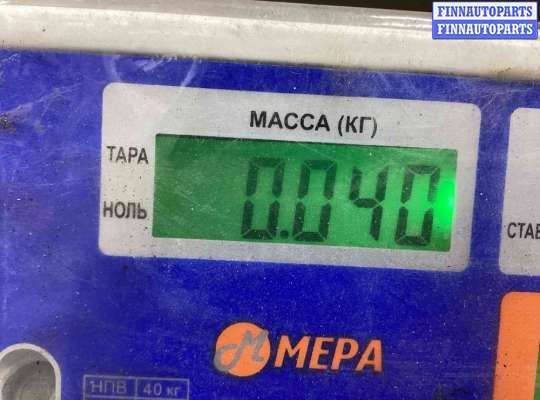 FINNAUTOPARTS
FINNAUTOPARTS
МАССА (КГ)
ТАРА
0.040
НОЛЬ
СТАВ
МЕРА
НПВ 40 кг